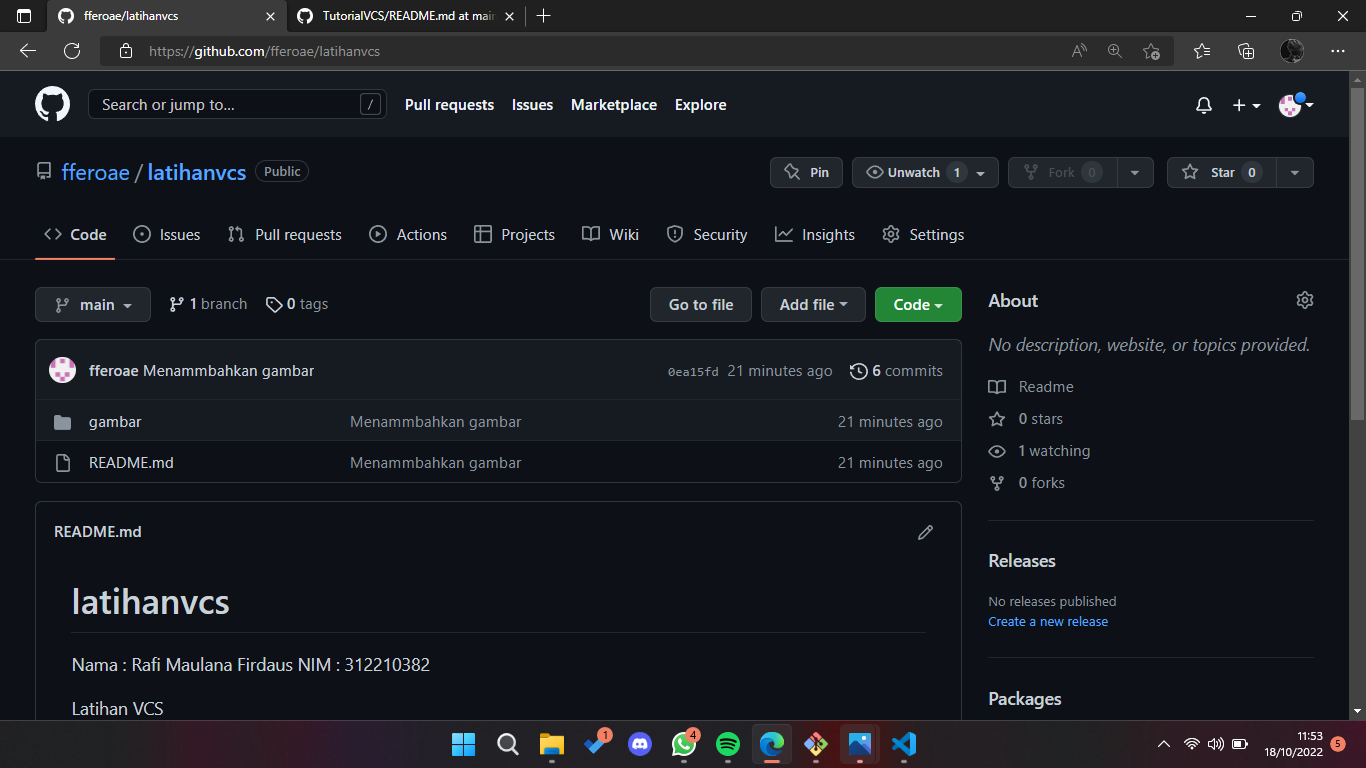 fferoae/latihanvcs
TutorialVCS/README.md at mai
https://github.com/fferoae/latihanvcs
Search or jump to... /
Pull requests Issues Marketplace Explore
fferoae / latihanvcs Public
Pin Unwatch 1 Fork 0 Star 0
Code Issues Pull requests Actions Projects Wiki Security Insights Settings
main 1 branch 0 tags Go to file Add file Code
fferoae Menammbahkan gambar 0ea15fd 21 minutes ago 6 commits
gambar Menammbahkan gambar 21 minutes ago
README.md Menammbahkan gambar 21 minutes ago
README.md
latihanvcs
Nama : Rafi Maulana Firdaus NIM : 312210382
Latihan VCS
About
No description, website, or topics provided.
Readme
0 stars
1 watching
0 forks
Releases
No releases published
Create a new release
Packages
1
4
11:53
18/10/2022
5